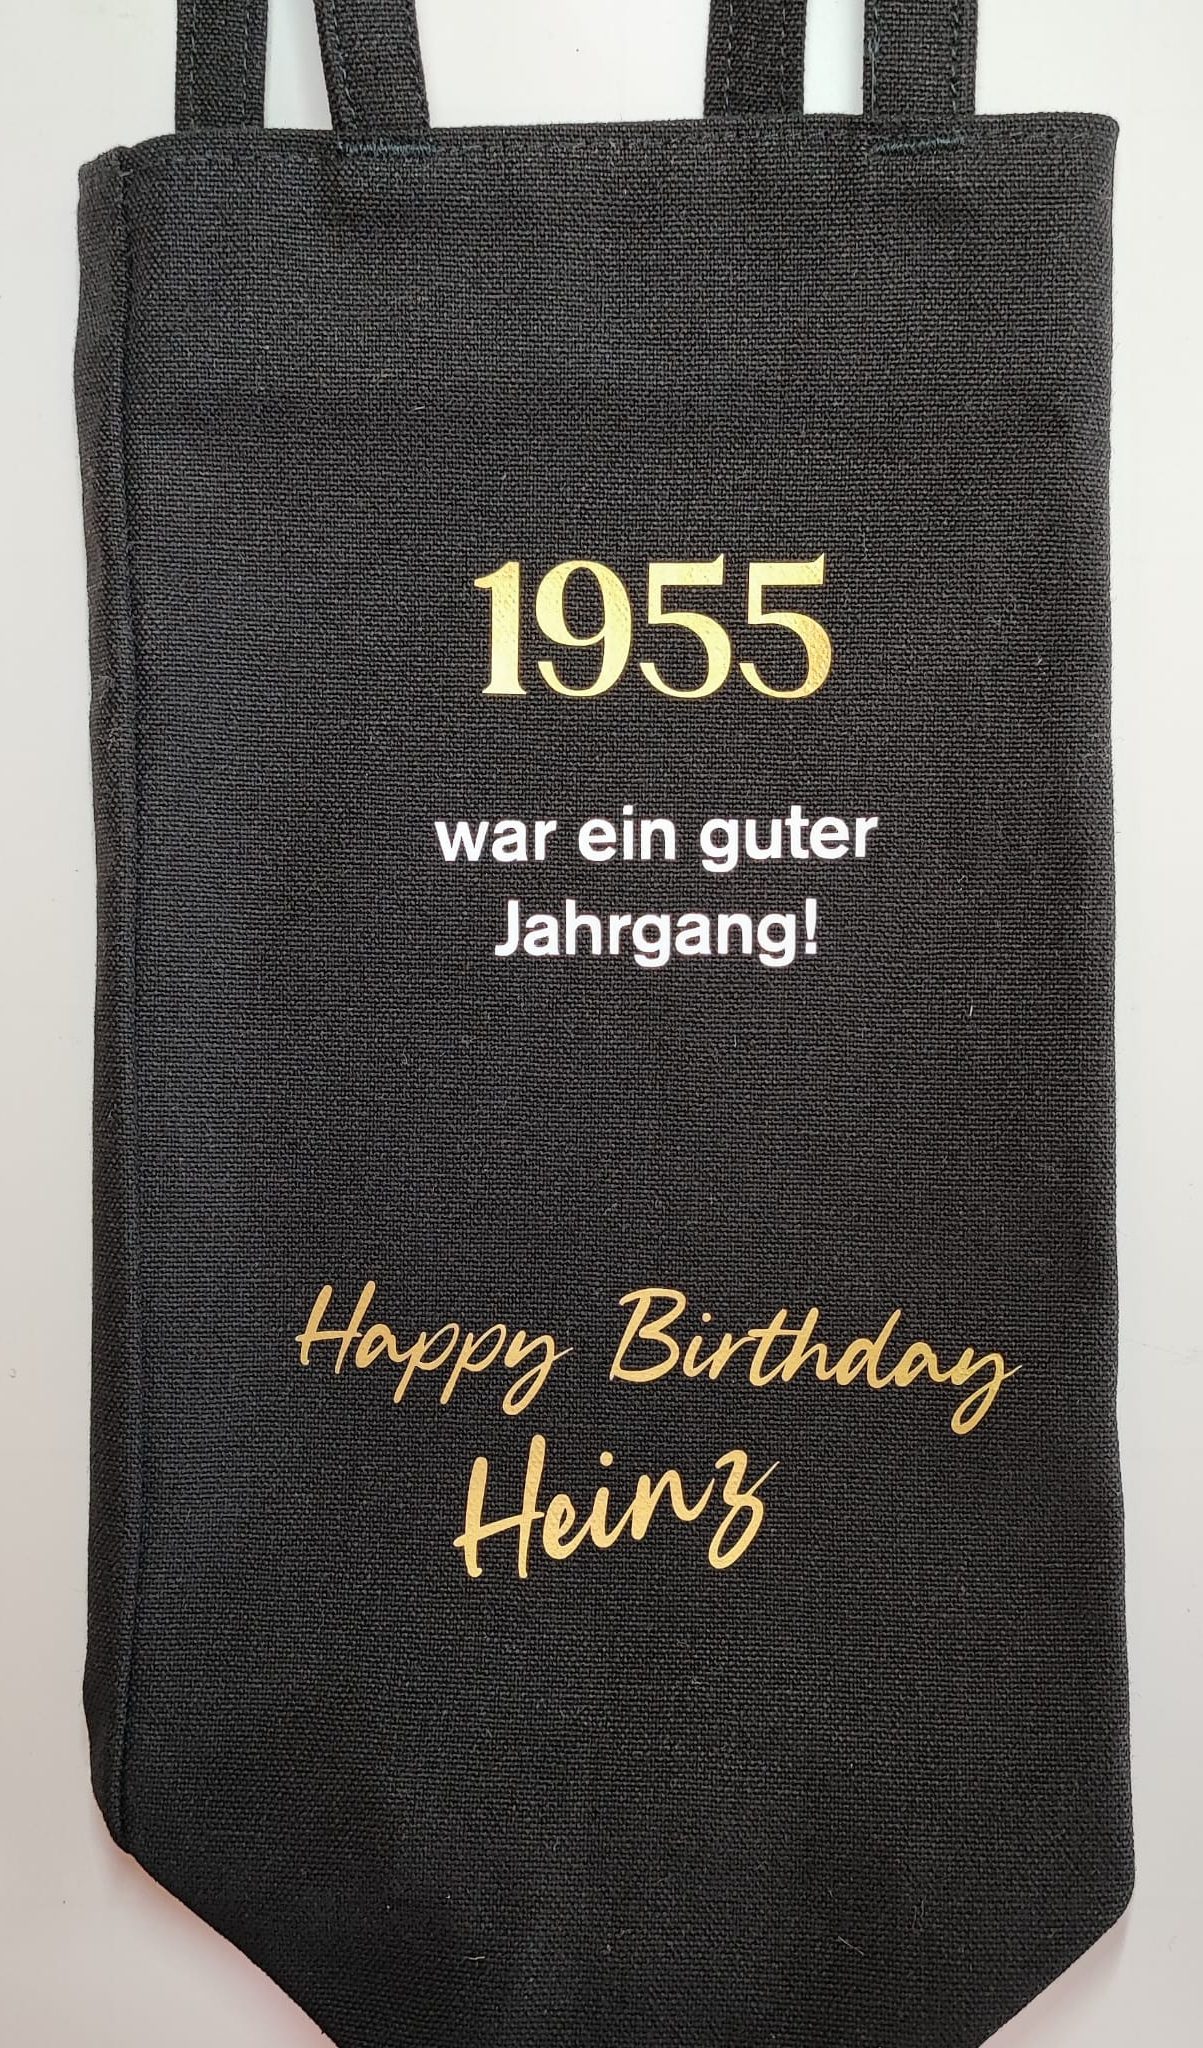 1955
war ein guter
Jahrgang!
Happy Birthday
Heinz